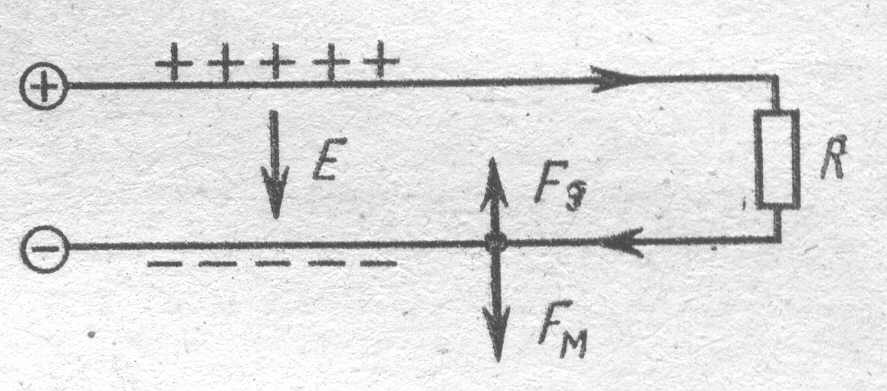 + + + + +
+
E
R
Fэ
−
− − − − −
Fм